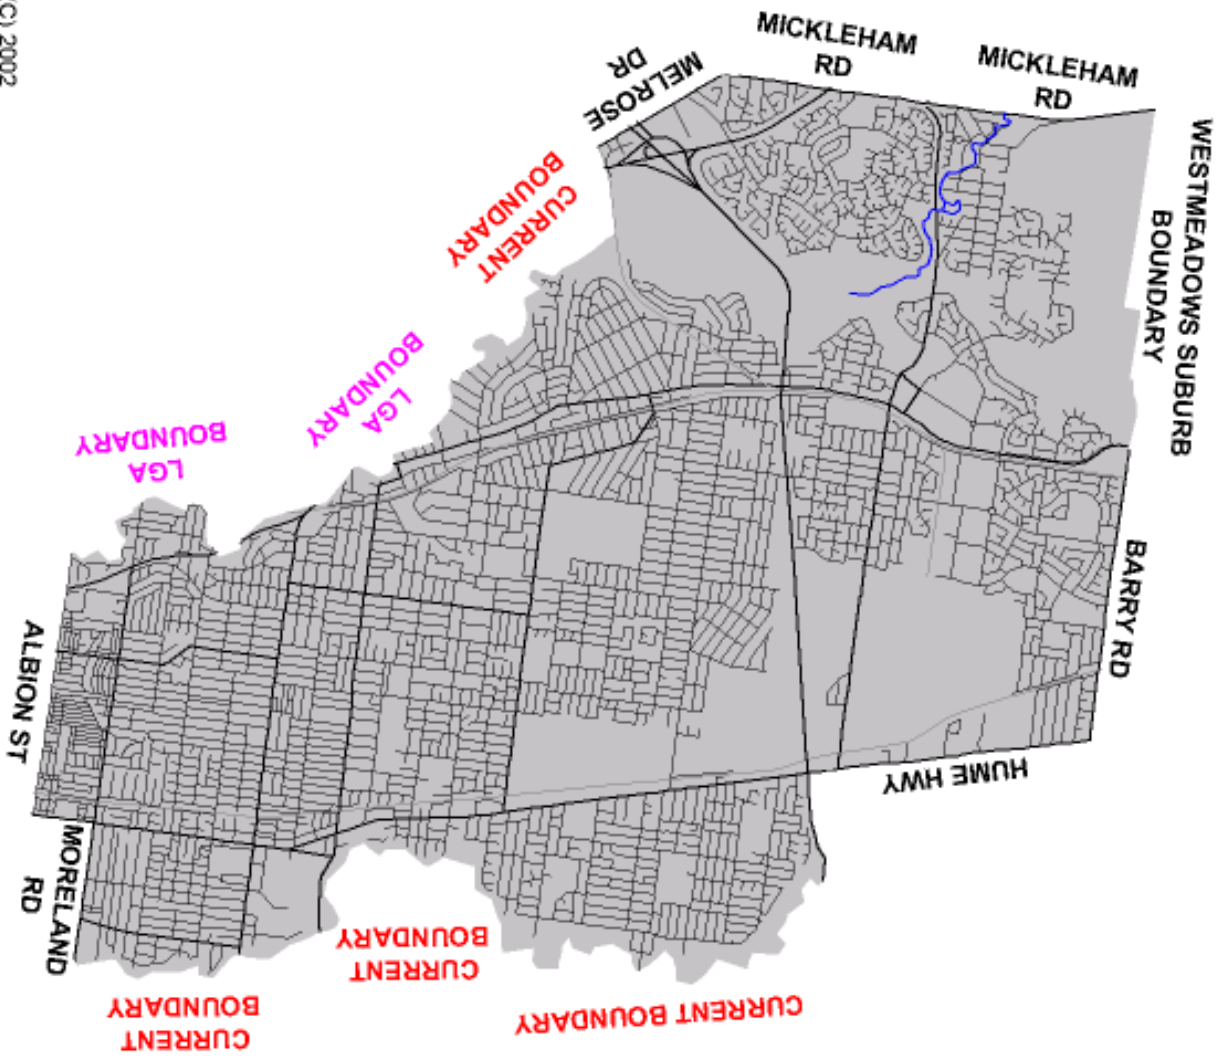 (C) 2002
MICKLEHAM
RD
MICKLEHAM
RD
MELROSE
DR
WESTMEADOWS SUBURB
BOUNDARY
CURRENT
BOUNDARY
LGA
BOUNDARY
LGA
BOUNDARY
BARRY RD
ALBION ST
HUME HWY
MORELAND
RD
CURRENT
BOUNDARY
CURRENT
BOUNDARY
CURRENT BOUNDARY